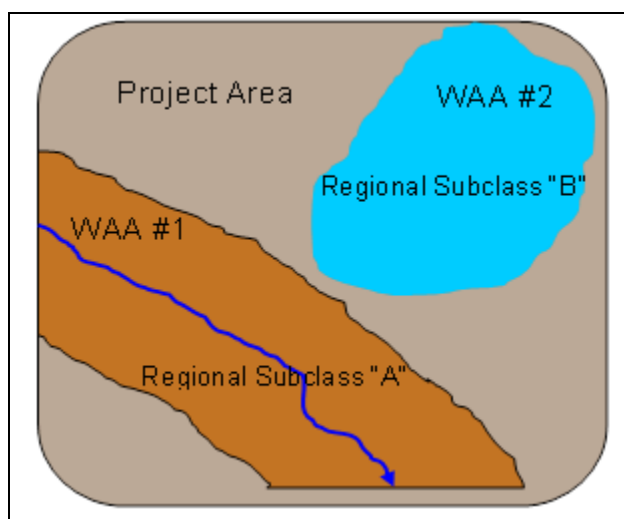 Project Area
WAA #2
Regional Subclass "B"
WAA #1
Regional Subclass "A"